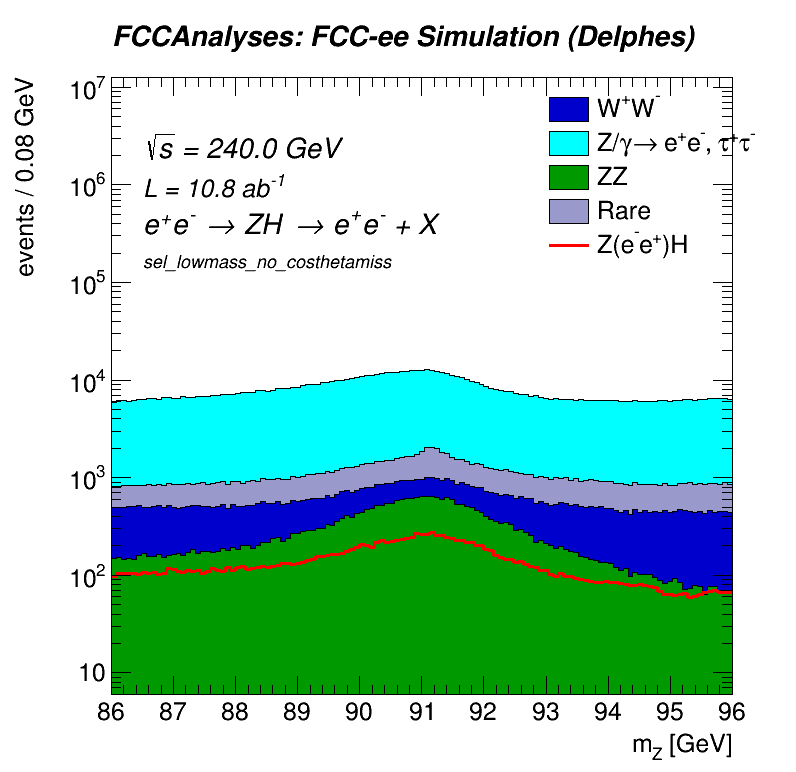 FCCAnalyses: FCC-ee Simulation (Delphes)
events / 0.08 GeV
10⁷
10⁶
10⁵
10⁴
10³
10²
10
√s = 240.0 GeV
L = 10.8 ab⁻¹
e⁺e⁻ → ZH → e⁺e⁻ + X
sel_lowmass_no_costhetamiss
W⁺W⁻
Z/γ→ e⁺e⁻, τ⁺τ⁻
ZZ
Rare
Z(e⁻e⁺)H
86 87 88 89 90 91 92 93 94 95 96
m_Z [GeV]